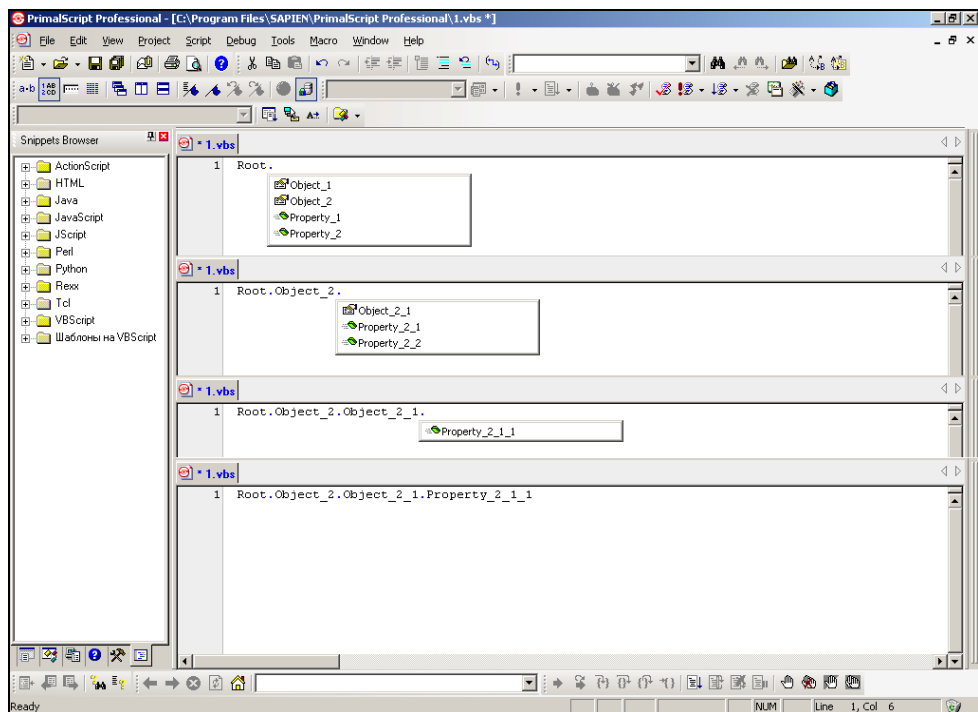 PrimalScript Professional - [C:\Program Files\SAPIEN\PrimalScript Professional\1.vbs *]
File Edit View Project Script Debug Tools Macro Window Help
Snippets Browser
ActionScript
HTML
Java
JavaScript
JScript
Perl
Python
Rexx
Tcl
VBScript
Шаблоны на VBScript
* 1.vbs
1 Root.
Object_1
Object_2
Property_1
Property_2
* 1.vbs
1 Root.Object_2.
Object_2_1
Property_2_1
Property_2_2
* 1.vbs
1 Root.Object_2.Object_2_1.
Property_2_1_1
* 1.vbs
1 Root.Object_2.Object_2_1.Property_2_1_1
Ready NUM Line 1, Col 6